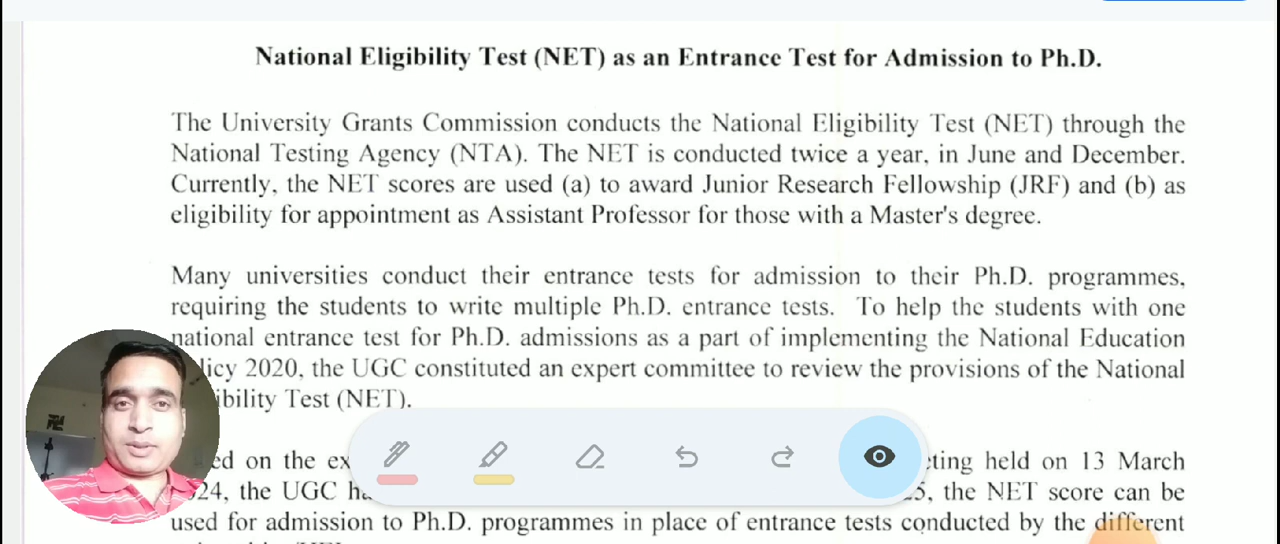 National Eligibility Test (NET) as an Entrance Test for Admission to Ph.D.
The University Grants Commission conducts the National Eligibility Test (NET) through the
National Testing Agency (NTA). The NET is conducted twice a year, in June and December.
Currently, the NET scores are used (a) to award Junior Research Fellowship (JRF) and (b) as
eligibility for appointment as Assistant Professor for those with a Master's degree.
Many universities conduct their entrance tests for admission to their Ph.D. programmes,
requiring the students to write multiple Ph.D. entrance tests. To help the students with one
national entrance test for Ph.D. admissions as a part of implementing the National Education
licy 2020, the UGC constituted an expert committee to review the provisions of the National
ibility Test (NET).
ed on the ex ting held on 13 March
24, the UGC ha 5, the NET score can be
used for admission to Ph.D. programmes in place of entrance tests conducted by the different